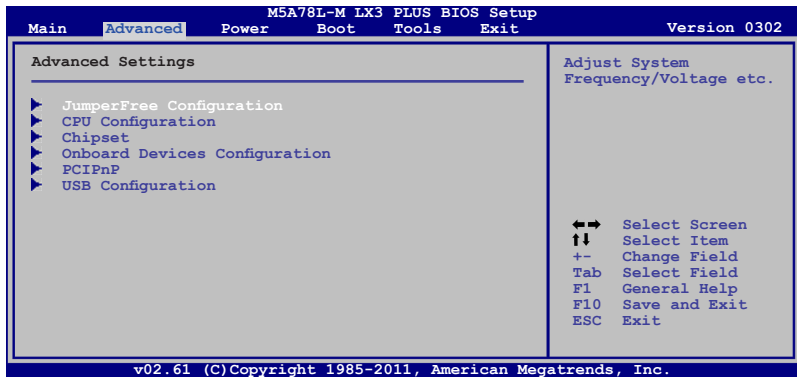 M5A78L-M LX3 PLUS BIOS Setup
Main Advanced Power Boot Tools Exit Version 0302
Advanced Settings
JumperFree Configuration
CPU Configuration
Chipset
Onboard Devices Configuration
PCIPnP
USB Configuration
Adjust System
Frequency/Voltage etc.
←→ Select Screen
↑↓ Select Item
+- Change Field
Tab Select Field
F1 General Help
F10 Save and Exit
ESC Exit
v02.61 (C)Copyright 1985-2011, American Megatrends, Inc.